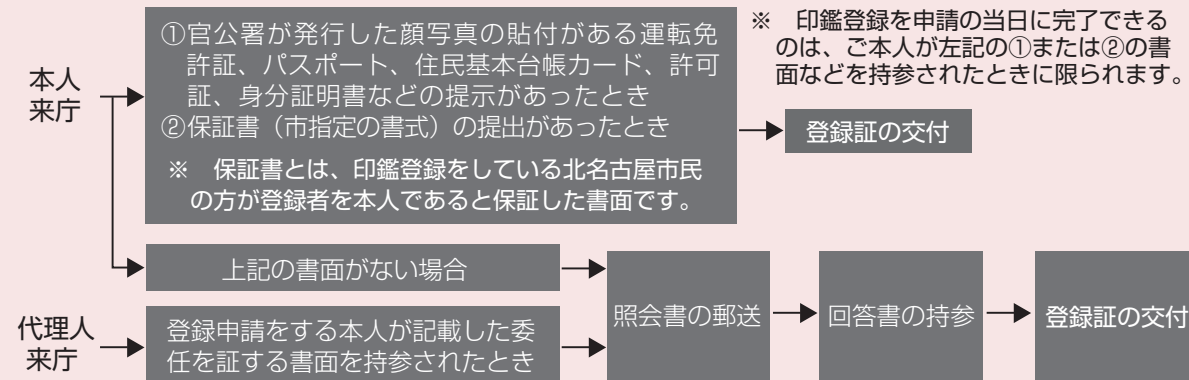 本人
来庁
①官公署が発行した顔写真の貼付がある運転免
許証、パスポート、住民基本台帳カード、許可
証、身分証明書などの提示があったとき
②保証書（市指定の書式）の提出があったとき
※　保証書とは、印鑑登録をしている北名古屋市民
の方が登録者を本人であると保証した書面です。
※　印鑑登録を申請の当日に完了できる
のは、ご本人が左記の①または②の書
面などを持参されたときに限られます。
登録証の交付
上記の書面がない場合
代理人
来庁
登録申請をする本人が記載した委
任を証する書面を持参されたとき
照会書の郵送
回答書の持参
登録証の交付